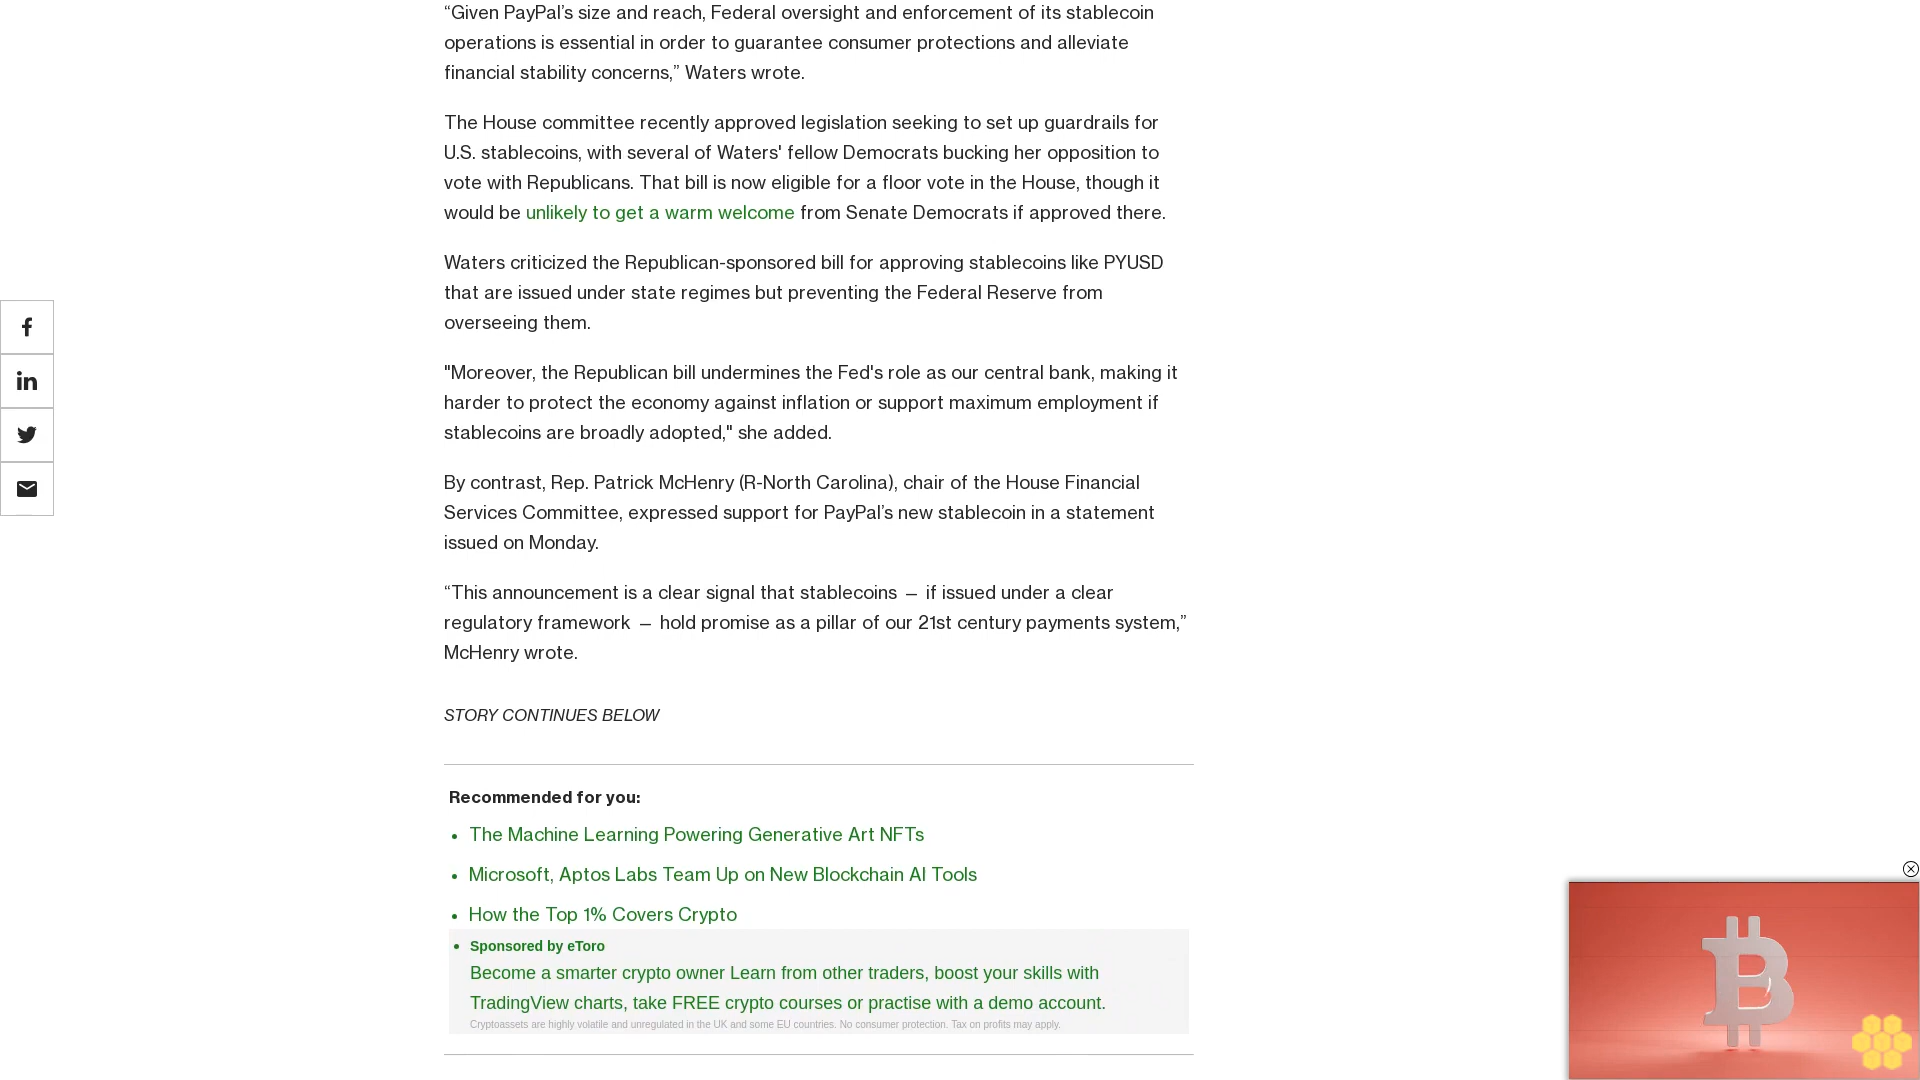 “Given PayPal’s size and reach, Federal oversight and enforcement of its stablecoin
operations is essential in order to guarantee consumer protections and alleviate
financial stability concerns,” Waters wrote.
The House committee recently approved legislation seeking to set up guardrails for
U.S. stablecoins, with several of Waters' fellow Democrats bucking her opposition to
vote with Republicans. That bill is now eligible for a floor vote in the House, though it
would be unlikely to get a warm welcome from Senate Democrats if approved there.
Waters criticized the Republican-sponsored bill for approving stablecoins like PYUSD
that are issued under state regimes but preventing the Federal Reserve from
overseeing them.
"Moreover, the Republican bill undermines the Fed's role as our central bank, making it
harder to protect the economy against inflation or support maximum employment if
stablecoins are broadly adopted," she added.
By contrast, Rep. Patrick McHenry (R-North Carolina), chair of the House Financial
Services Committee, expressed support for PayPal’s new stablecoin in a statement
issued on Monday.
“This announcement is a clear signal that stablecoins — if issued under a clear
regulatory framework — hold promise as a pillar of our 21st century payments system,”
McHenry wrote.
STORY CONTINUES BELOW
Recommended for you:
• The Machine Learning Powering Generative Art NFTs
• Microsoft, Aptos Labs Team Up on New Blockchain AI Tools
• How the Top 1% Covers Crypto
• Sponsored by eToro
Become a smarter crypto owner Learn from other traders, boost your skills with
TradingView charts, take FREE crypto courses or practise with a demo account.
Cryptoassets are highly volatile and unregulated in the UK and some EU countries. No consumer protection. Tax on profits may apply.